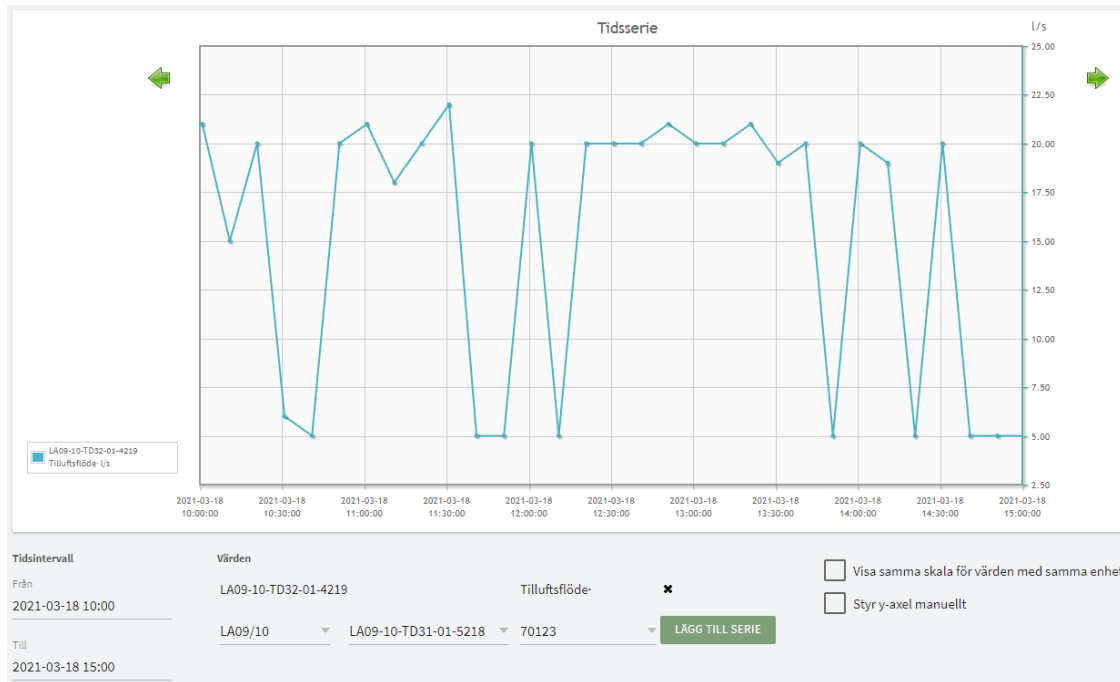 Tidsserie
l/s
25.00
22.50
20.00
17.50
15.00
12.50
10.00
7.50
5.00
2.50
LA09-10-TD32-01-4219
Tilluftsflöde· l/s
2021-03-18 2021-03-18 2021-03-18 2021-03-18 2021-03-18 2021-03-18 2021-03-18 2021-03-18 2021-03-18 2021-03-18 2021-03-18
10:00:00 10:30:00 11:00:00 11:30:00 12:00:00 12:30:00 13:00:00 13:30:00 14:00:00 14:30:00 15:00:00
Tidsintervall
Från
2021-03-18 10:00
Till
2021-03-18 15:00
Värden
LA09-10-TD32-01-4219 Tilluftsflöde· ✖
LA09/10 LA09-10-TD31-01-5218 70123 LÄGG TILL SERIE
Visa samma skala för värden med samma enhet
Styr y-axel manuellt